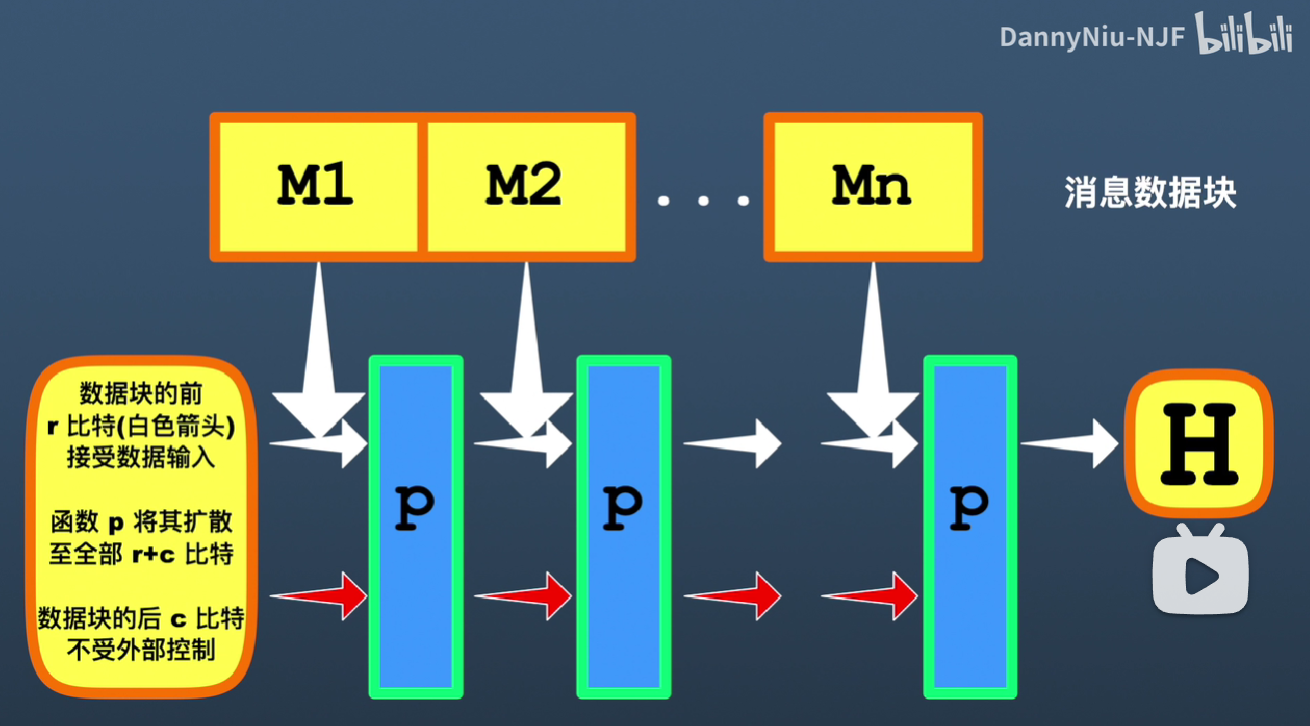 DannyNiu-NJF bilibili
M1 M2 ... Mn
消息数据块
数据块的前
r 比特(白色箭头)
接受数据输入
函数 p 将其扩散
至全部 r+c 比特
数据块的后 c 比特
不受外部控制
p p p
H